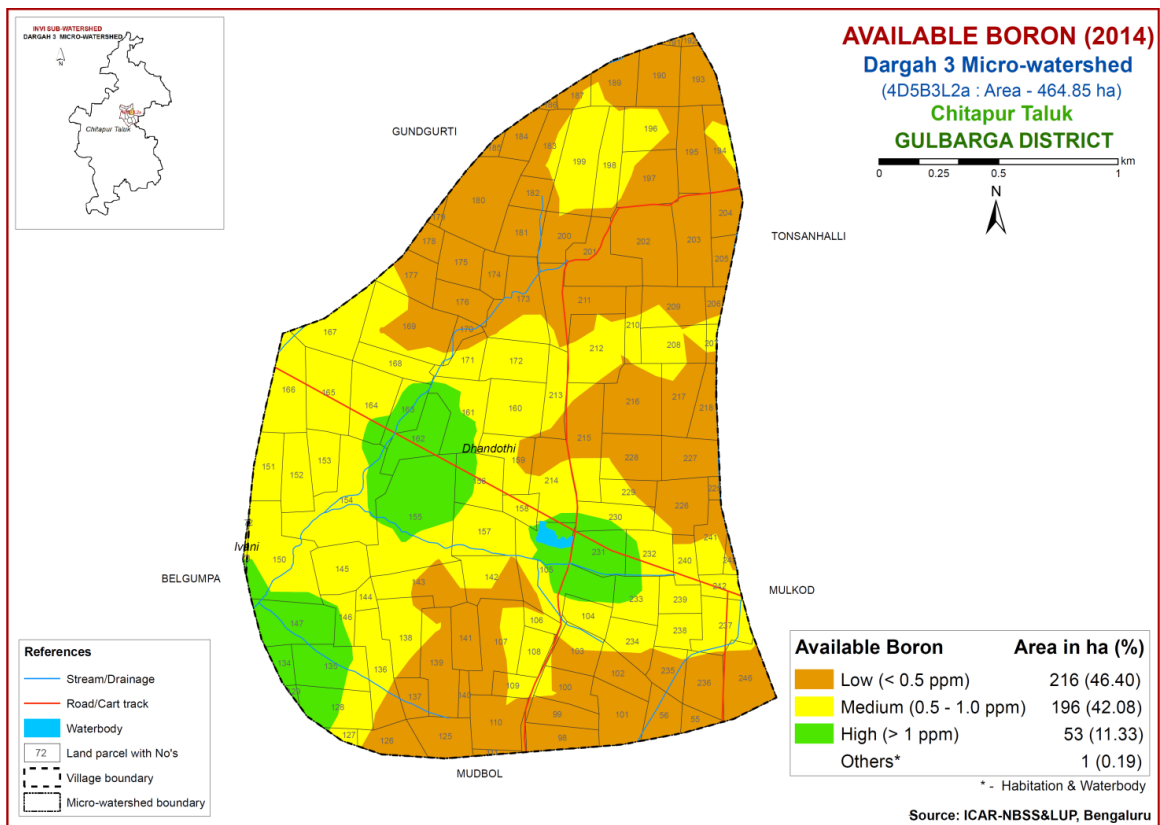 INVI SUB-WATERSHED
DARGAH 3 MICRO-WATERSHED
N
Chitapur Taluk
AVAILABLE BORON (2014)
Dargah 3 Micro-watershed
(4D5B3L2a : Area - 464.85 ha)
Chitapur Taluk
GULBARGA DISTRICT
km
0 0.25 0.5 1
N
GUNDGURTI
TONSANHALLI
BELGUMPA
MULKOD
MUDBOL
Dhandothi
Ivani
189 190 193
184 183 196
185 199 198 195 194
197
182
180
179 204
181 200 202 203
178 201
205
175
177 174
176 173 211 209 208
210
167 169 170
212 208
171 172
168
166 165 213
164 163 161 160 216 217
218
162
215
151 153 159 228 227
152 156 214
229
154 158 226
155 230
157
231 232 241
150 105 240
145 142
143 242
144 233 239
147 146 106 104
237
138 141 107 234 238
134 135 108 103
136 139 102 235
236 246
137 140 109 100
128
110 99 101 56 55
127
126 125 98
References
Stream/Drainage
Road/Cart track
Waterbody
72 Land parcel with No's
Village boundary
Micro-watershed boundary
Available Boron Area in ha (%)
Low (< 0.5 ppm) 216 (46.40)
Medium (0.5 - 1.0 ppm) 196 (42.08)
High (> 1 ppm) 53 (11.33)
Others* 1 (0.19)
* - Habitation & Waterbody
Source: ICAR-NBSS&LUP, Bengaluru